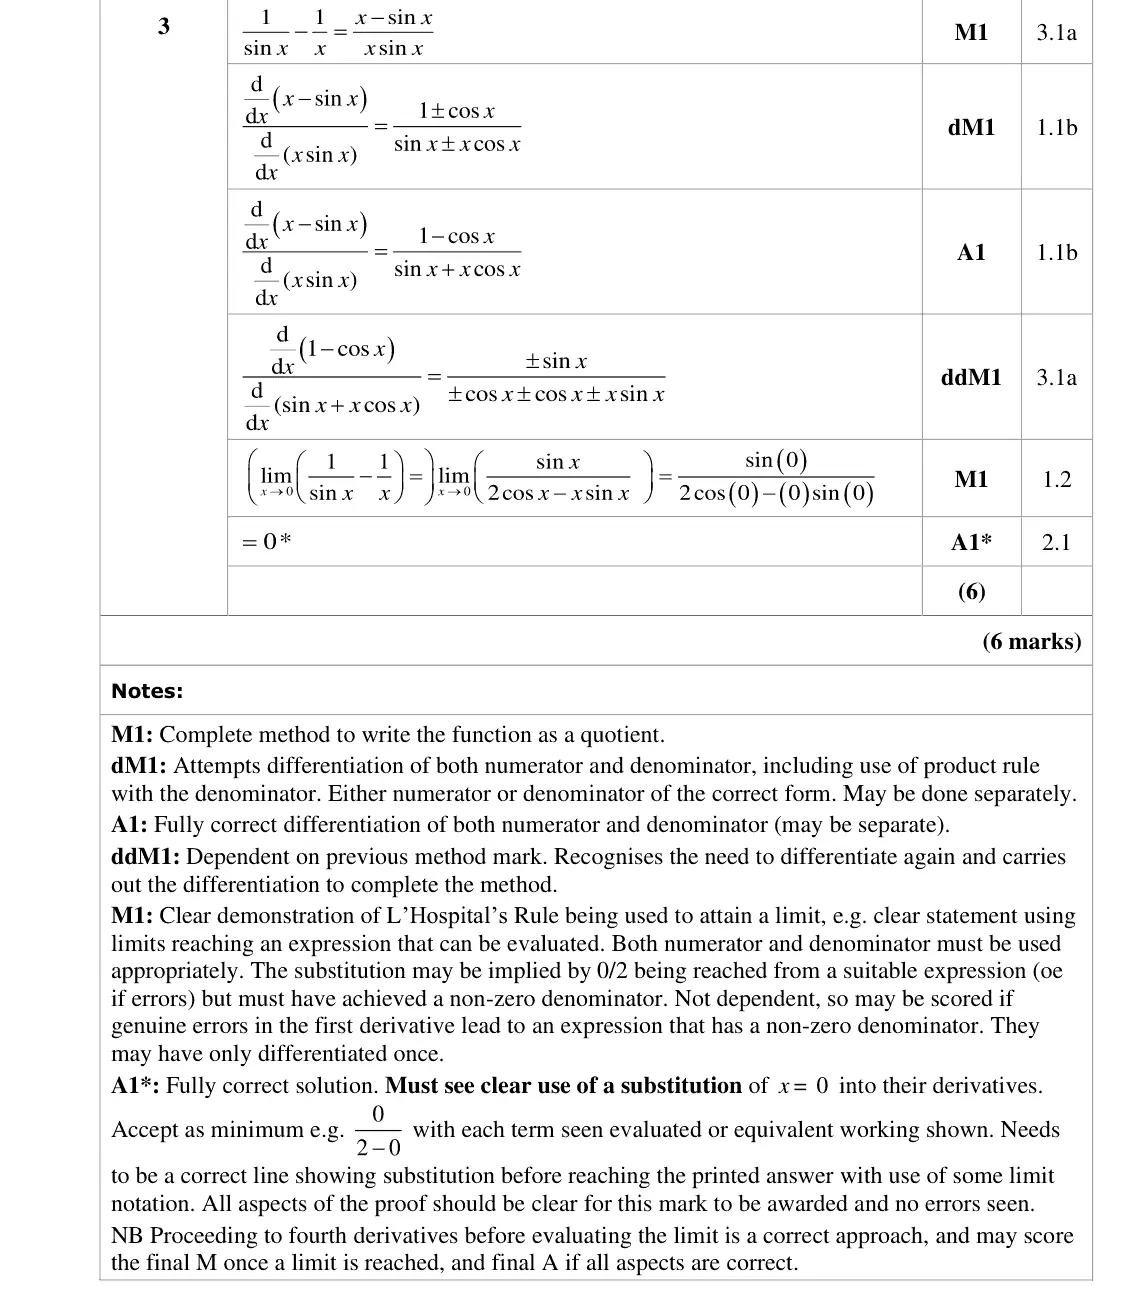 3 1/sin x − 1/x = (x − sin x)/(x sin x) M1 3.1a
(d/dx (x − sin x))/(d/dx (x sin x)) = (1 ± cos x)/(sin x ± x cos x) dM1 1.1b
(d/dx (x − sin x))/(d/dx (x sin x)) = (1 − cos x)/(sin x + x cos x) A1 1.1b
(d/dx (1 − cos x))/(d/dx (sin x + x cos x)) = (± sin x)/(± cos x ± cos x ± x sin x) ddM1 3.1a
(lim x→0 (1/sin x − 1/x) =) lim x→0 (sin x/(2cos x − x sin x)) = sin(0)/(2cos(0) − (0)sin(0)) M1 1.2
= 0* A1* 2.1
(6)
(6 marks)
Notes:
M1: Complete method to write the function as a quotient.
dM1: Attempts differentiation of both numerator and denominator, including use of product rule
with the denominator. Either numerator or denominator of the correct form. May be done separately.
A1: Fully correct differentiation of both numerator and denominator (may be separate).
ddM1: Dependent on previous method mark. Recognises the need to differentiate again and carries
out the differentiation to complete the method.
M1: Clear demonstration of L’Hospital’s Rule being used to attain a limit, e.g. clear statement using
limits reaching an expression that can be evaluated. Both numerator and denominator must be used
appropriately. The substitution may be implied by 0/2 being reached from a suitable expression (oe
if errors) but must have achieved a non-zero denominator. Not dependent, so may be scored if
genuine errors in the first derivative lead to an expression that has a non-zero denominator. They
may have only differentiated once.
A1*: Fully correct solution. Must see clear use of a substitution of x = 0 into their derivatives.
Accept as minimum e.g. 0/(2 − 0) with each term seen evaluated or equivalent working shown. Needs
to be a correct line showing substitution before reaching the printed answer with use of some limit
notation. All aspects of the proof should be clear for this mark to be awarded and no errors seen.
NB Proceeding to fourth derivatives before evaluating the limit is a correct approach, and may score
the final M once a limit is reached, and final A if all aspects are correct.